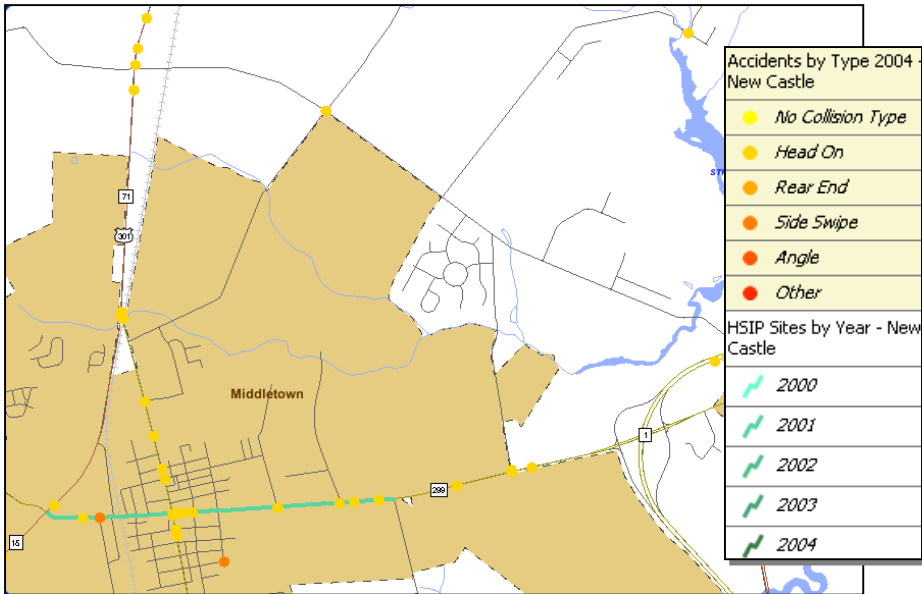 Accidents by Type 2004 -
New Castle
No Collision Type
Head On
Rear End
Side Swipe
Angle
Other
HSIP Sites by Year - New
Castle
2000
2001
2002
2003
2004
71
301
ST
Middletown
1
299
15